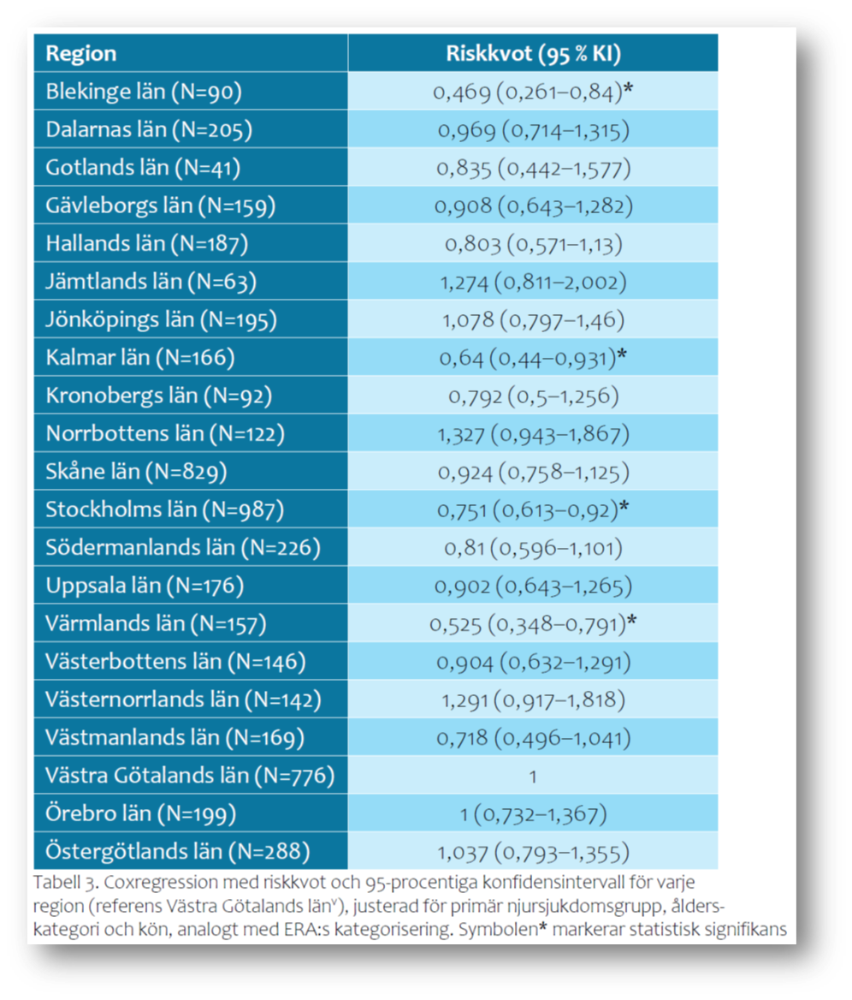 Region Riskkvot (95 % KI)
Blekinge län (N=90) 0,469 (0,261–0,84)*
Dalarnas län (N=205) 0,969 (0,714–1,315)
Gotlands län (N=41) 0,835 (0,442–1,577)
Gävleborgs län (N=159) 0,908 (0,643–1,282)
Hallands län (N=187) 0,803 (0,571–1,13)
Jämtlands län (N=63) 1,274 (0,811–2,002)
Jönköpings län (N=195) 1,078 (0,797–1,46)
Kalmar län (N=166) 0,64 (0,44–0,931)*
Kronobergs län (N=92) 0,792 (0,5–1,256)
Norrbottens län (N=122) 1,327 (0,943–1,867)
Skåne län (N=829) 0,924 (0,758–1,125)
Stockholms län (N=987) 0,751 (0,613–0,92)*
Södermanlands län (N=226) 0,81 (0,596–1,101)
Uppsala län (N=176) 0,902 (0,643–1,265)
Värmlands län (N=157) 0,525 (0,348–0,791)*
Västerbottens län (N=146) 0,904 (0,632–1,291)
Västernorrlands län (N=142) 1,291 (0,917–1,818)
Västmanlands län (N=169) 0,718 (0,496–1,041)
Västra Götalands län (N=776) 1
Örebro län (N=199) 1 (0,732–1,367)
Östergötlands län (N=288) 1,037 (0,793–1,355)
Tabell 3. Coxregression med riskkvot och 95-procentiga konfidensintervall för varje
region (referens Västra Götalands länᵛ), justerad för primär njursjukdomsgrupp, ålders-
kategori och kön, analogt med ERA:s kategorisering. Symbolen* markerar statistisk signifikans